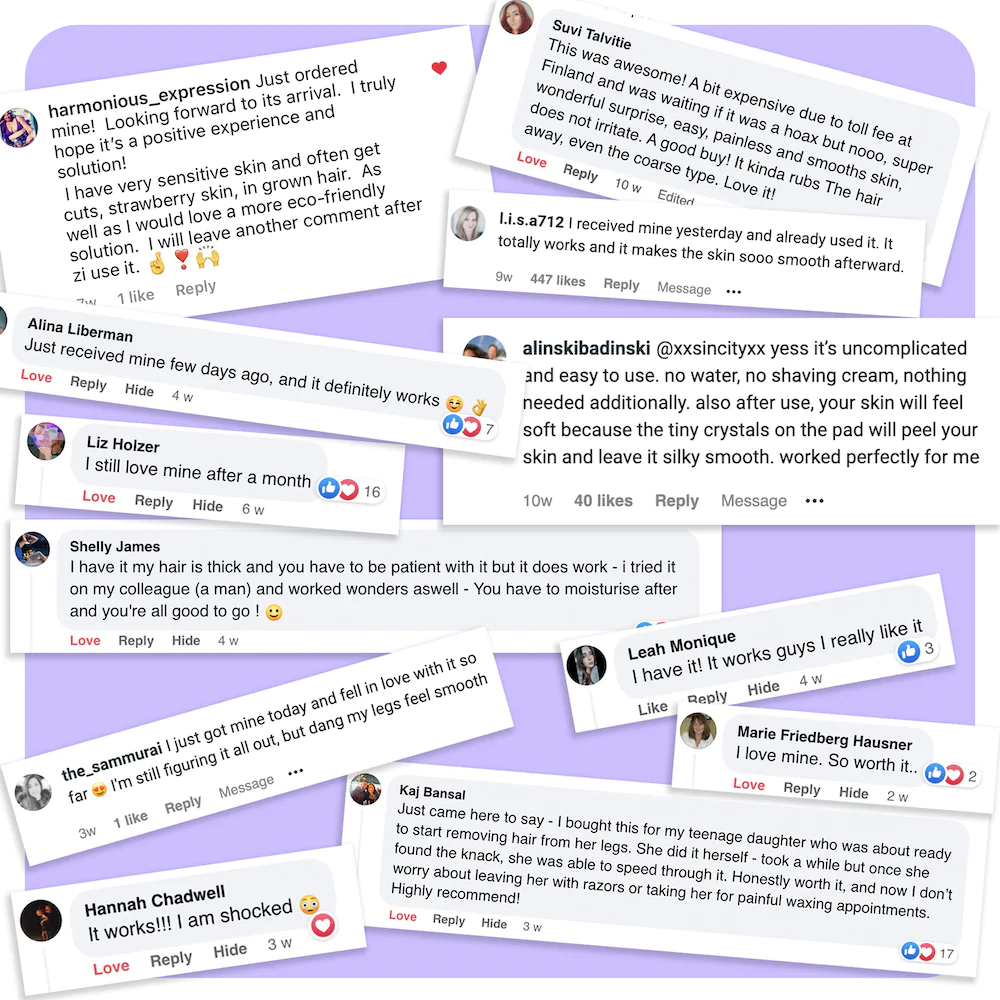 harmonious_expression Just ordered
mine! Looking forward to its arrival. I truly
hope it's a positive experience and
solution!
I have very sensitive skin and often get
cuts, strawberry skin, in grown hair. As
well as I would love a more eco-friendly
solution. I will leave another comment after
zi use it. 🤞❣️🙌
7w 1 like Reply
Suvi Talvitie
This was awesome! A bit expensive due to toll fee at
Finland and was waiting if it was a hoax but nooo, super
wonderful surprise, easy, painless and smooths skin,
does not irritate. A good buy! It kinda rubs The hair
away, even the coarse type. Love it!
Love Reply 10 w Edited
l.i.s.a712 I received mine yesterday and already used it. It
totally works and it makes the skin sooo smooth afterward.
9w 447 likes Reply Message •••
Alina Liberman
Just received mine few days ago, and it definitely works 😊👌
Love Reply Hide 4 w
7
alinskibadinski @xxsincityxx yess it's uncomplicated
and easy to use. no water, no shaving cream, nothing
needed additionally. also after use, your skin will feel
soft because the tiny crystals on the pad will peel your
skin and leave it silky smooth. worked perfectly for me
10w 40 likes Reply Message •••
Liz Holzer
I still love mine after a month
16
Love Reply Hide 6 w
Shelly James
I have it my hair is thick and you have to be patient with it but it does work - i tried it
on my colleague (a man) and worked wonders aswell - You have to moisturise after
and you're all good to go ! 🙂
Love Reply Hide 4 w
Leah Monique
I have it! It works guys I really like it
3
Like Reply Hide 4 w
the_sammurai I just got mine today and fell in love with it so
far 😍 I'm still figuring it all out, but dang my legs feel smooth
3w 1 like Reply Message •••
Marie Friedberg Hausner
I love mine. So worth it..
2
Love Reply Hide 2 w
Kaj Bansal
Just came here to say - I bought this for my teenage daughter who was about ready
to start removing hair from her legs. She did it herself - took a while but once she
found the knack, she was able to speed through it. Honestly worth it, and now I don't
worry about leaving her with razors or taking her for painful waxing appointments.
Highly recommend!
Love Reply Hide 3 w
17
Hannah Chadwell
It works!!! I am shocked 😳
Love Reply Hide 3 w